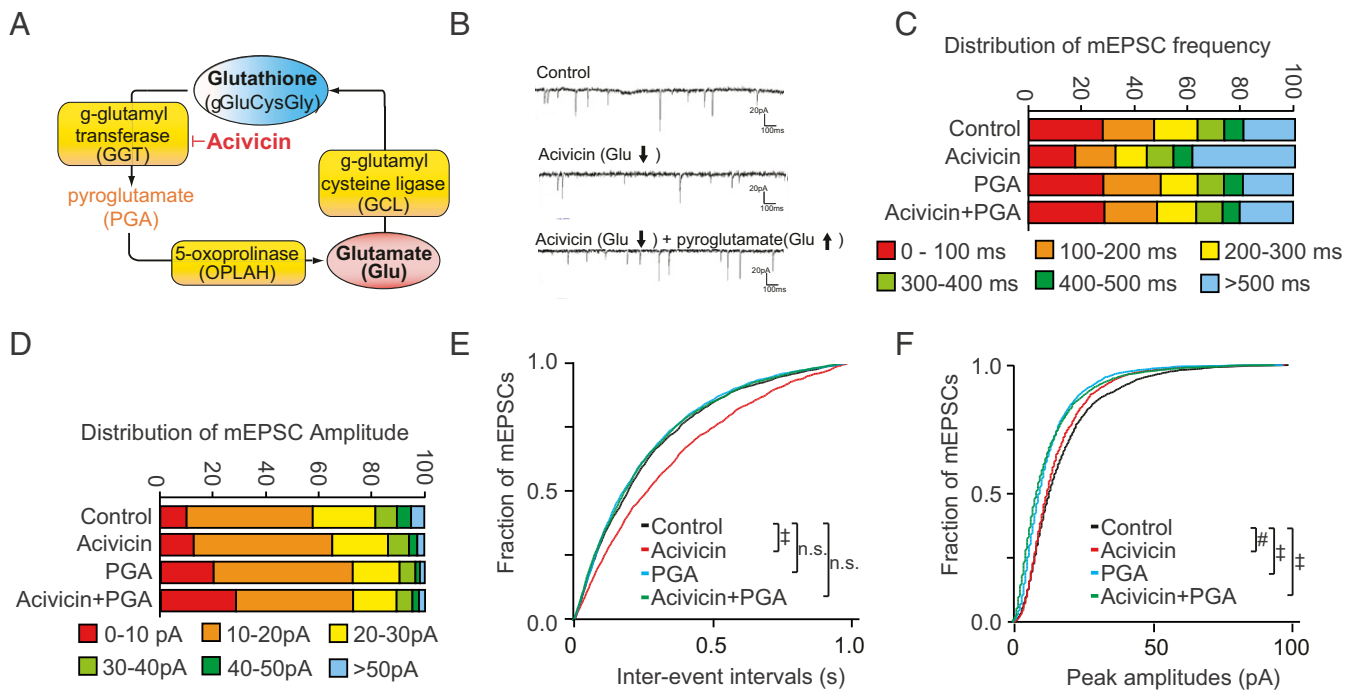 A
Glutathione
(gGluCysGly)
g-glutamyl
transferase
(GGT)
Acivicin
g-glutamyl
cysteine ligase
(GCL)
pyroglutamate
(PGA)
5-oxoprolinase
(OPLAH)
Glutamate
(Glu)
B
Control
20pA
100ms
Acivicin (Glu ↓ )
20pA
100ms
Acivicin (Glu ↓ ) + pyroglutamate(Glu ↑ )
20pA
100ms
C
Distribution of mEPSC frequency
0 20 40 60 80 100
Control
Acivicin
PGA
Acivicin+PGA
0 - 100 ms 100-200 ms 200-300 ms
300-400 ms 400-500 ms >500 ms
D
Distribution of mEPSC Amplitude
0 20 40 60 80 100
Control
Acivicin
PGA
Acivicin+PGA
0-10 pA 10-20pA 20-30pA
30-40pA 40-50pA >50pA
E
Fraction of mEPSCs
1.0
0.5
0.0
Control
Acivicin
PGA
Acivicin+PGA
‡
n.s.
n.s.
0 0.5 1.0
Inter-event intervals (s)
F
Fraction of mEPSCs
1.0
0.5
0.0
Control
Acivicin
PGA
Acivicin+PGA
#
‡
‡
0 50 100
Peak amplitudes (pA)